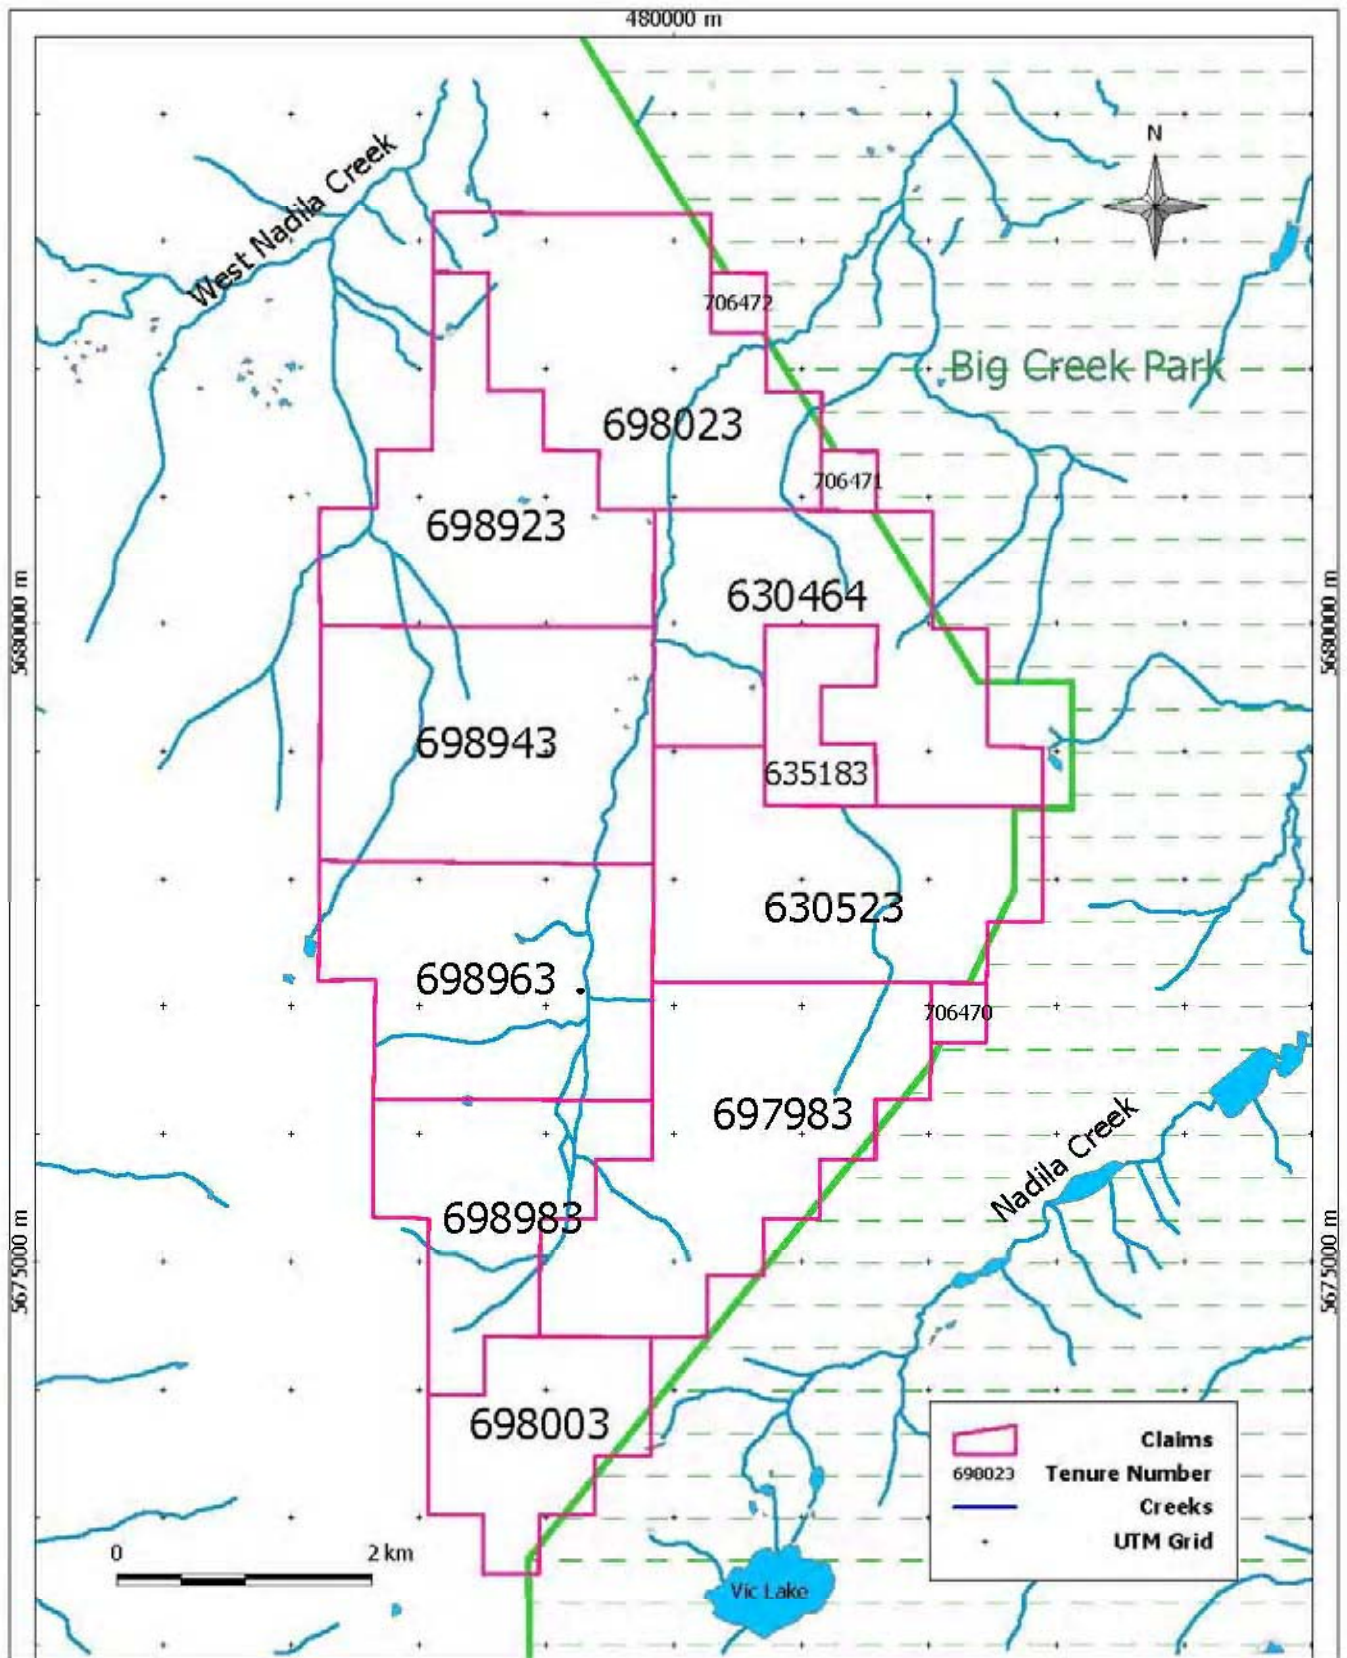 480000 m
N
West Nadila Creek
706472
Big Creek Park
698023
706471
698923
630464
5680000 m
5680000 m
698943
635183
630523
698963
706470
697983
Nadila Creek
698983
5675000 m
5675000 m
698003
Claims
698023 Tenure Number
Creeks
UTM Grid
0 2 km
Vic Lake